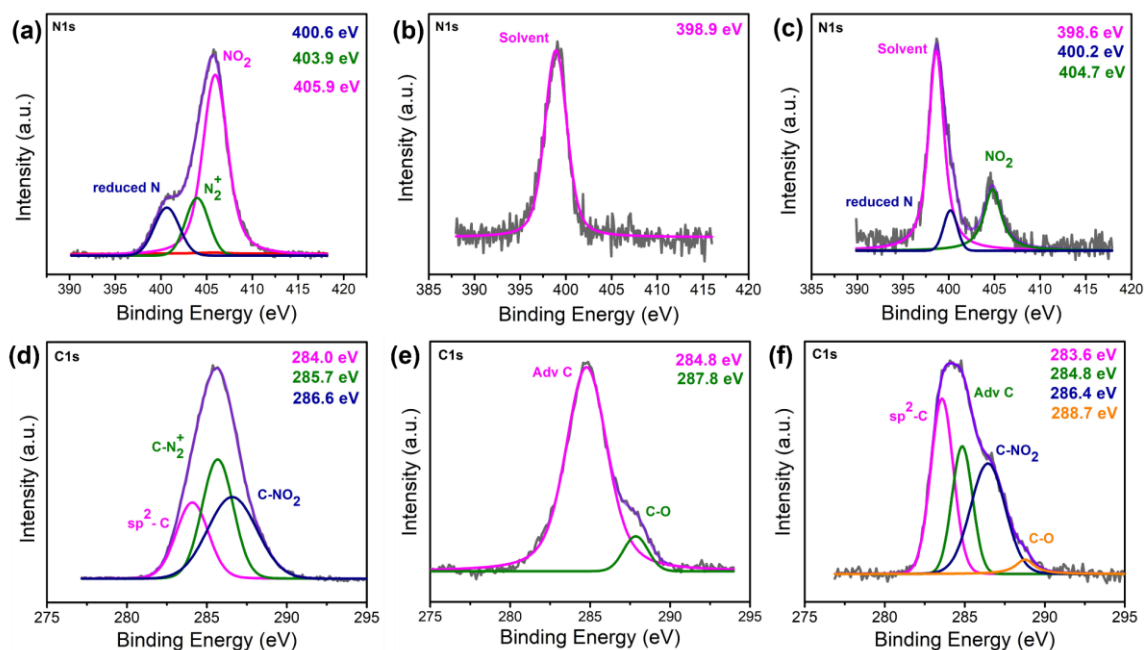 (a)
N1s
400.6 eV
403.9 eV
405.9 eV
NO2
reduced N
N2+
Intensity (a.u.)
390 395 400 405 410 415 420
Binding Energy (eV)
(b)
N1s
398.9 eV
Solvent
Intensity (a.u.)
385 390 395 400 405 410 415 420
Binding Energy (eV)
(c)
N1s
398.6 eV
400.2 eV
404.7 eV
Solvent
NO2
reduced N
Intensity (a.u.)
385 390 395 400 405 410 415 420
Binding Energy (eV)
(d)
C1s
284.0 eV
285.7 eV
286.6 eV
C-N2+
C-NO2
sp2- C
Intensity (a.u.)
275 280 285 290 295
Binding Energy (eV)
(e)
C1s
284.8 eV
287.8 eV
Adv C
C-O
Intensity (a.u.)
275 280 285 290 295
Binding Energy (eV)
(f)
C1s
283.6 eV
284.8 eV
286.4 eV
288.7 eV
Adv C
sp2-C
C-NO2
C-O
Intensity (a.u.)
275 280 285 290 295
Binding Energy (eV)